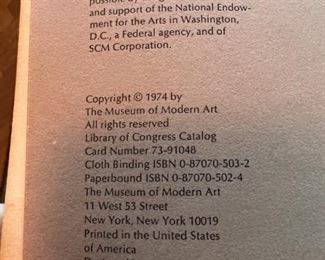 and support of the National Endow-
ment for the Arts in Washington,
D.C., a Federal agency, and of
SCM Corporation.
Copyright © 1974 by
The Museum of Modern Art
All rights reserved
Library of Congress Catalog
Card Number 73-91048
Cloth Binding ISBN 0-87070-503-2
Paperbound ISBN 0-87070-502-4
The Museum of Modern Art
11 West 53 Street
New York, New York 10019
Printed in the United States
of America